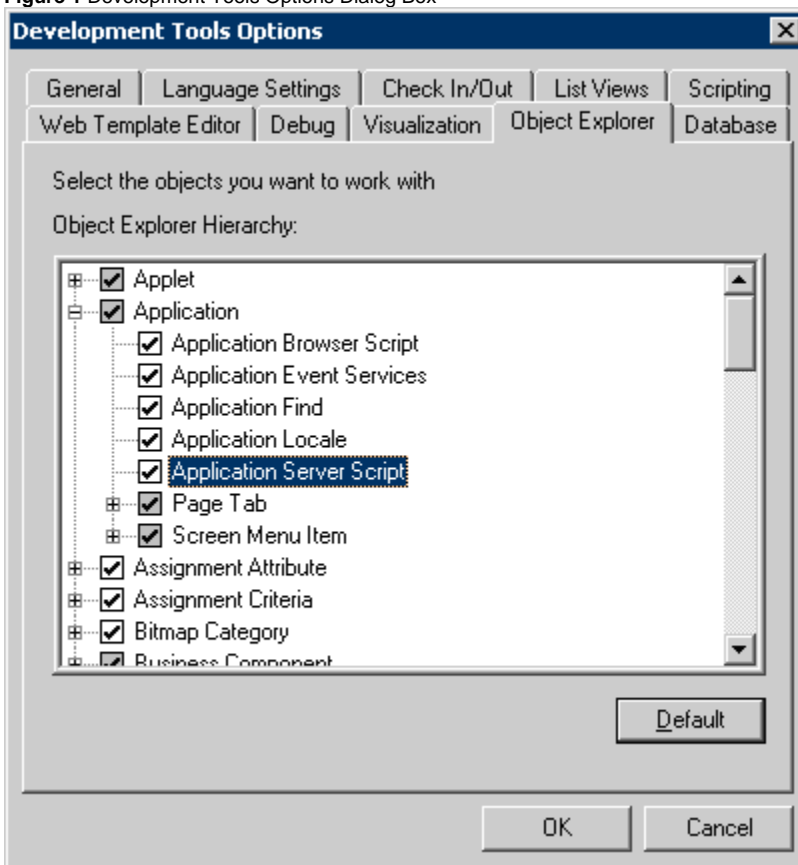 Figure 1 Development Tools Options Dialog Box
Development Tools Options
General Language Settings Check In/Out List Views Scripting
Web Template Editor Debug Visualization Object Explorer Database
Select the objects you want to work with
Object Explorer Hierarchy:
Applet
Application
Application Browser Script
Application Event Services
Application Find
Application Locale
Application Server Script
Page Tab
Screen Menu Item
Assignment Attribute
Assignment Criteria
Bitmap Category
Business Component
Default
OK Cancel